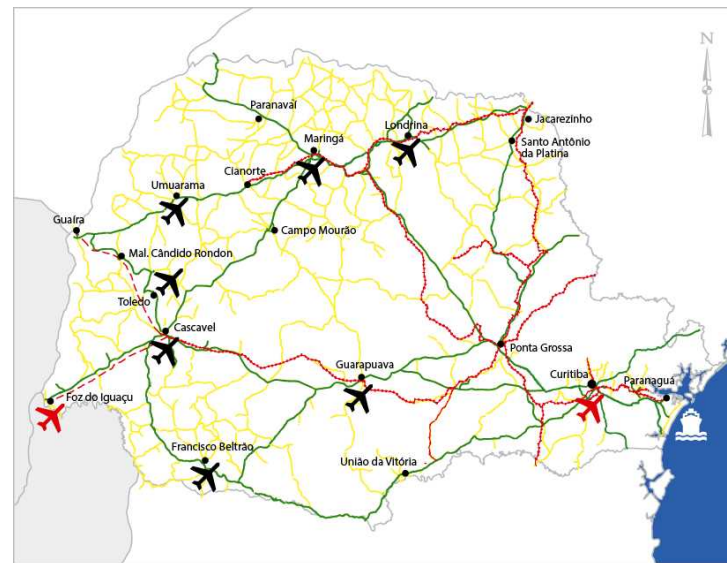 N
Paranavaí
Londrina
Jacarezinho
Maringá
Santo Antônio
da Platina
Cianorte
Umuarama
Guaíra
Campo Mourão
Mal. Cândido Rondon
Toledo
Cascavel
Ponta Grossa
Guarapuava
Curitiba
Paranaguá
Foz do Iguaçu
Francisco Beltrão
União da Vitória